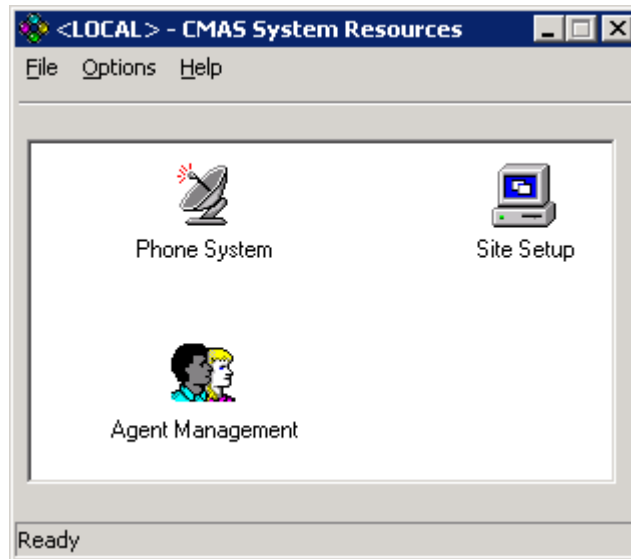 <LOCAL> - CMAS System Resources
File Options Help
Phone System
Site Setup
Agent Management
Ready